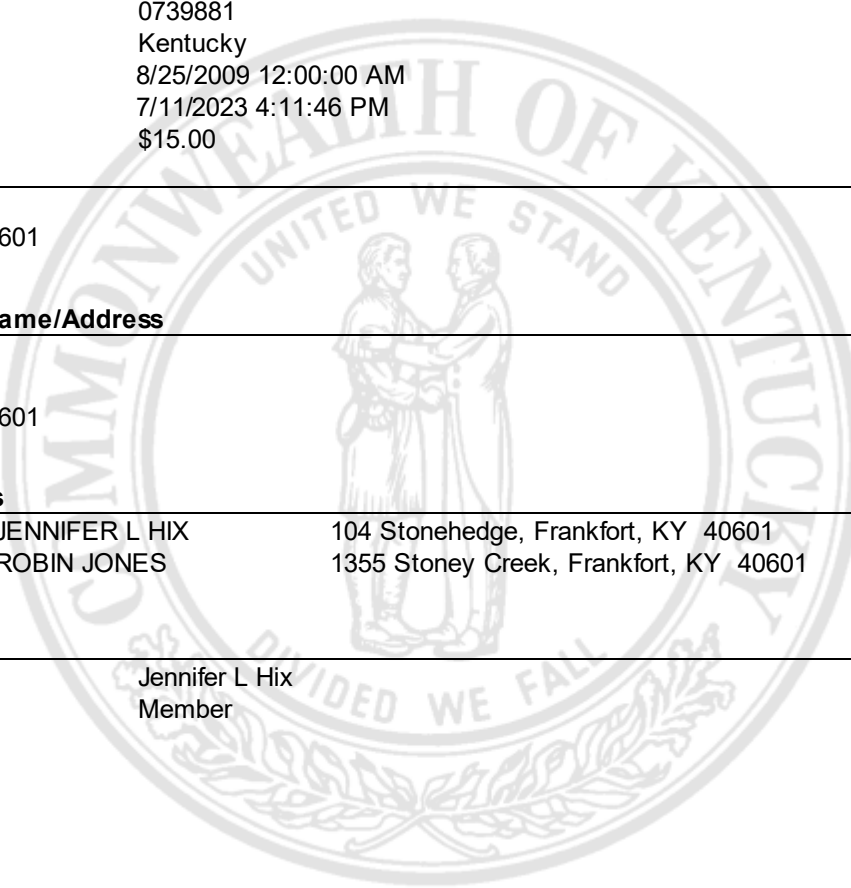 0739881
Kentucky
8/25/2009 12:00:00 AM
7/11/2023 4:11:46 PM
$15.00
601
ame/Address
601
s
JENNIFER L HIX 104 Stonehedge, Frankfort, KY 40601
ROBIN JONES 1355 Stoney Creek, Frankfort, KY 40601
Jennifer L Hix
Member
COMMONWEALTH OF KENTUCKY
UNITED WE STAND
DIVIDED WE FALL